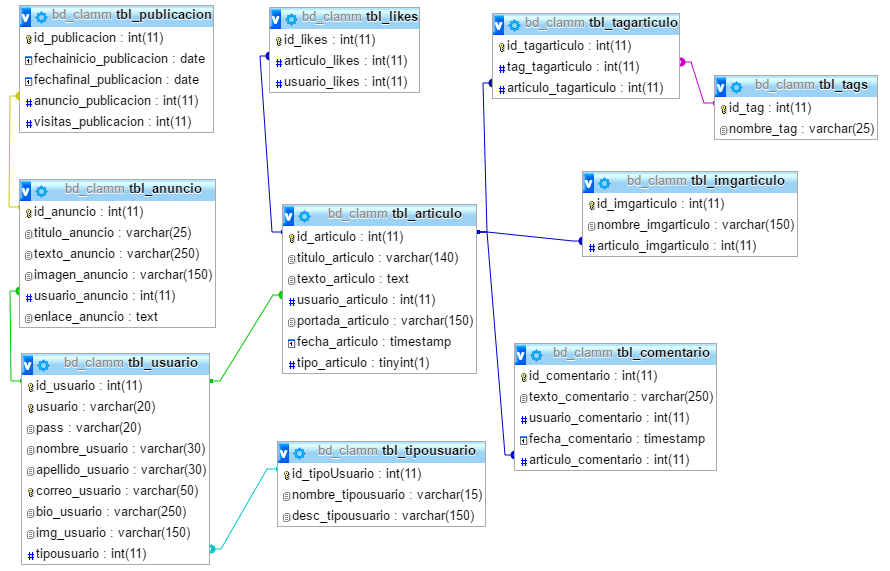 bd_clamm tbl_publicacion
id_publicacion : int(11)
fechainicio_publicacion : date
fechafinal_publicacion : date
anuncio_publicacion : int(11)
visitas_publicacion : int(11)
bd_clamm tbl_likes
id_likes : int(11)
articulo_likes : int(11)
usuario_likes : int(11)
bd_clamm tbl_tagarticulo
id_tagarticulo : int(11)
tag_tagarticulo : int(11)
articulo_tagarticulo : int(11)
bd_clamm tbl_tags
id_tag : int(11)
nombre_tag : varchar(25)
bd_clamm tbl_anuncio
id_anuncio : int(11)
titulo_anuncio : varchar(25)
texto_anuncio : varchar(250)
imagen_anuncio : varchar(150)
usuario_anuncio : int(11)
enlace_anuncio : text
bd_clamm tbl_articulo
id_articulo : int(11)
titulo_articulo : varchar(140)
texto_articulo : text
usuario_articulo : int(11)
portada_articulo : varchar(150)
fecha_articulo : timestamp
tipo_articulo : tinyint(1)
bd_clamm tbl_imgarticulo
id_imgarticulo : int(11)
nombre_imgarticulo : varchar(150)
articulo_imgarticulo : int(11)
bd_clamm tbl_usuario
id_usuario : int(11)
usuario : varchar(20)
pass : varchar(20)
nombre_usuario : varchar(30)
apellido_usuario : varchar(30)
correo_usuario : varchar(50)
bio_usuario : varchar(250)
img_usuario : varchar(150)
tipousuario : int(11)
bd_clamm tbl_tipousuario
id_tipoUsuario : int(11)
nombre_tipousuario : varchar(15)
desc_tipousuario : varchar(150)
bd_clamm tbl_comentario
id_comentario : int(11)
texto_comentario : varchar(250)
usuario_comentario : int(11)
fecha_comentario : timestamp
articulo_comentario : int(11)